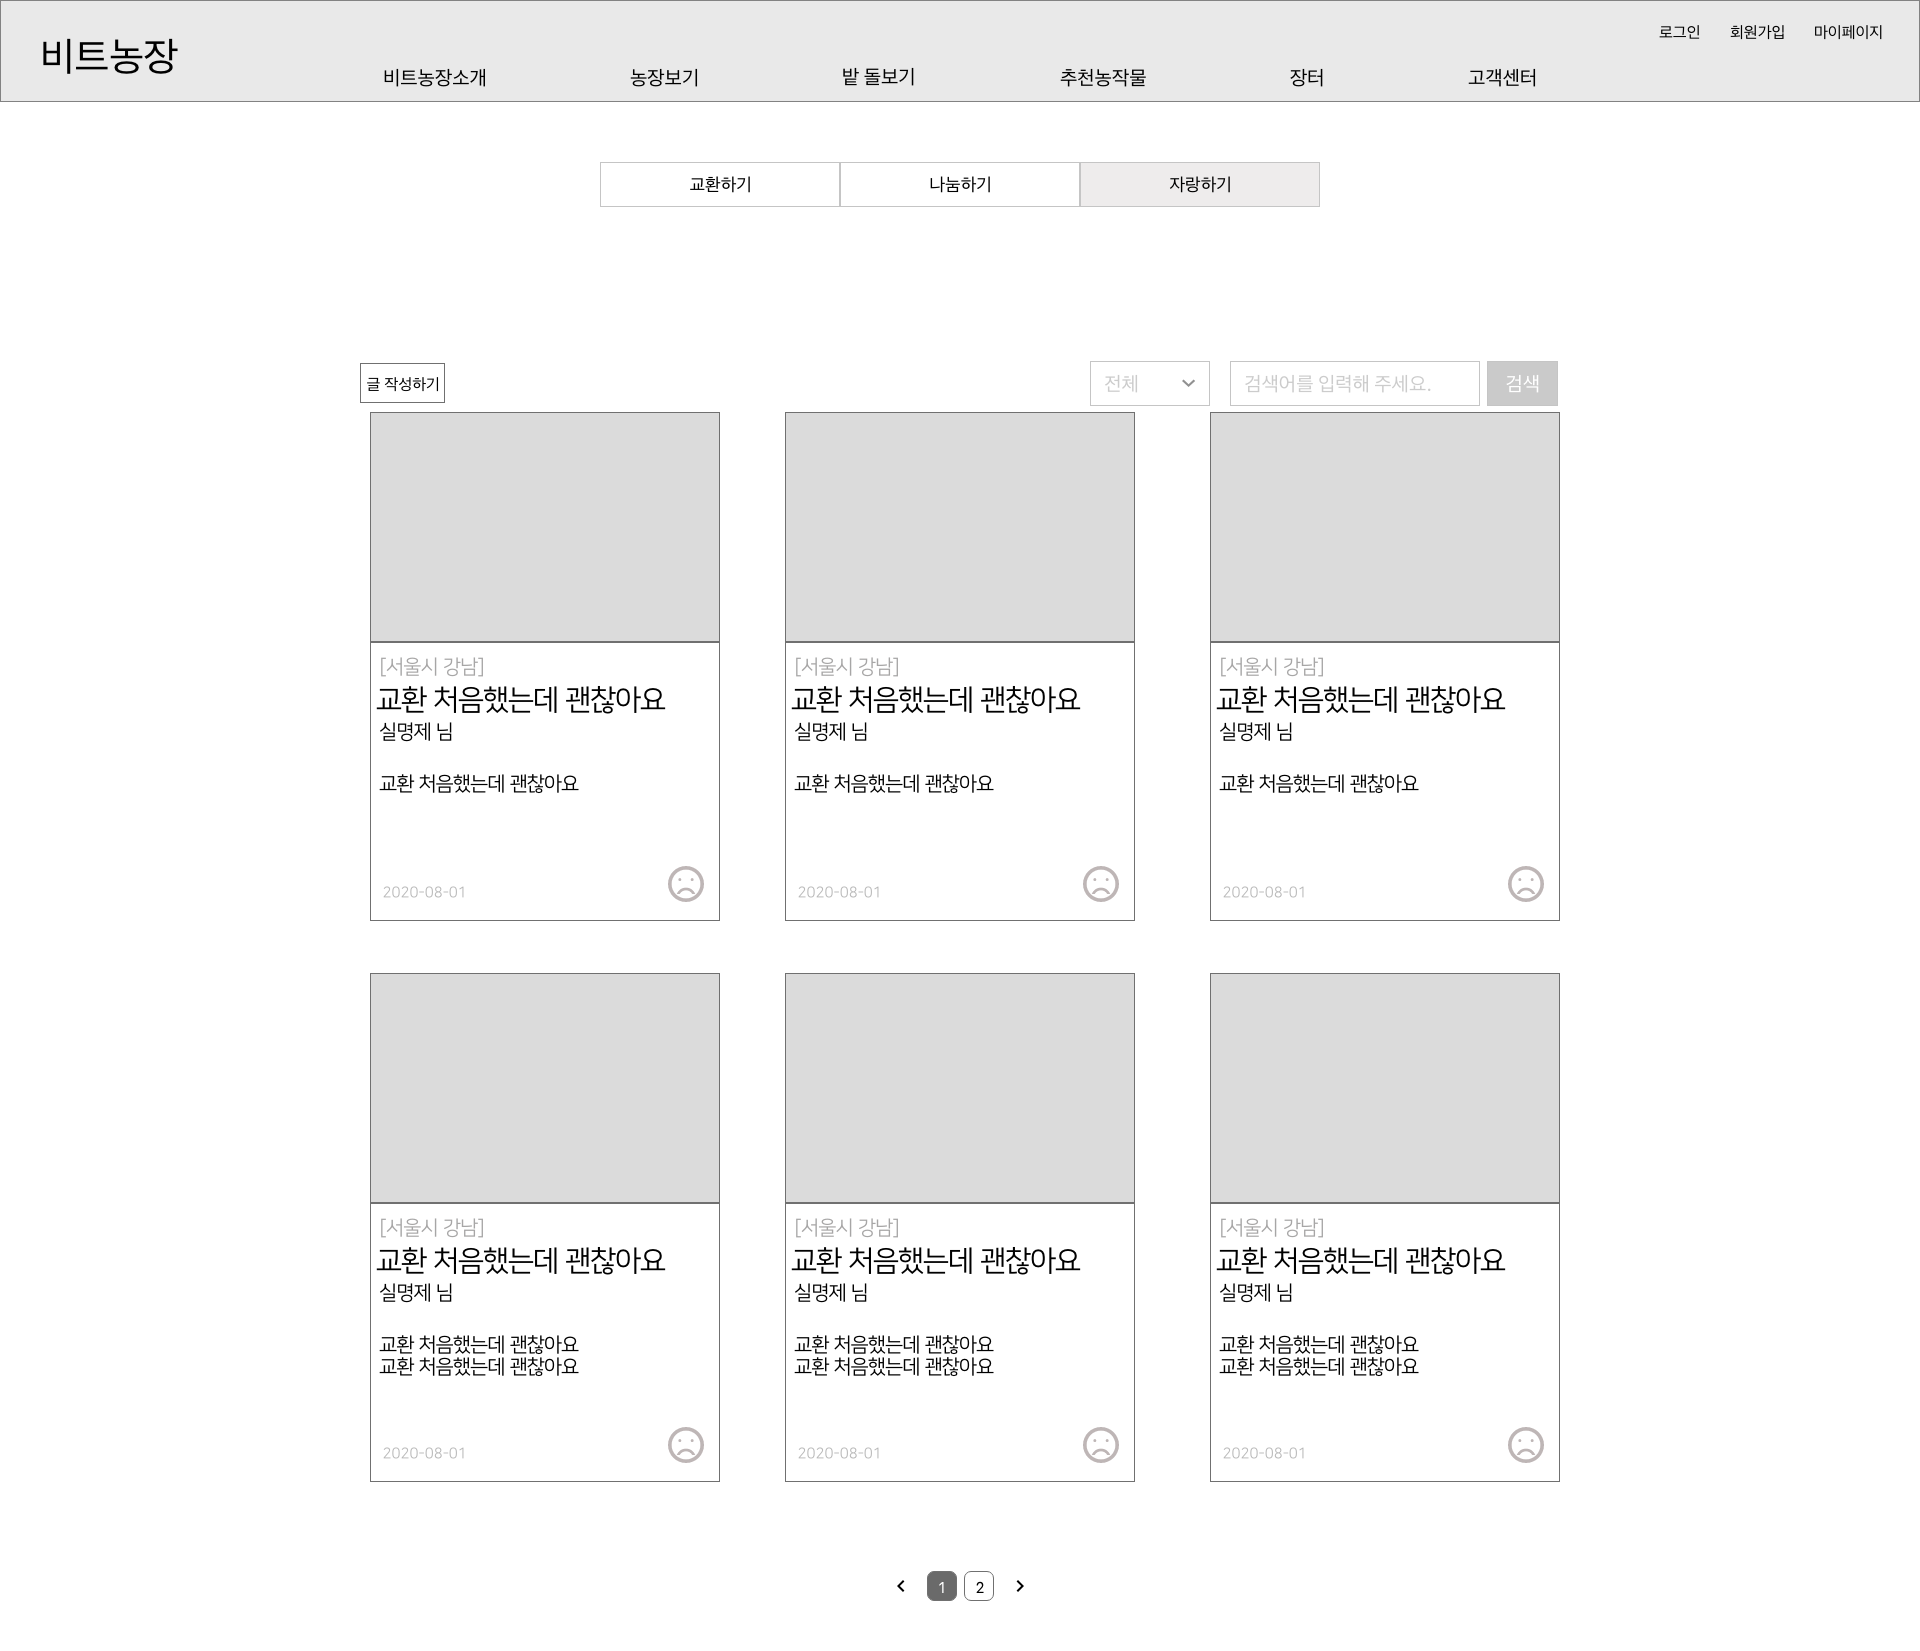 로그인 회원가입 마이페이지
비트농장
비트농장소개 농장보기 밭 돌보기 추천농작물 장터 고객센터
교환하기 나눔하기 자랑하기
글 작성하기 전체 검색어를 입력해 주세요. 검색
[서울시 강남]
교환 처음했는데 괜찮아요
실명제 님
교환 처음했는데 괜찮아요
2020-08-01
[서울시 강남]
교환 처음했는데 괜찮아요
실명제 님
교환 처음했는데 괜찮아요
2020-08-01
[서울시 강남]
교환 처음했는데 괜찮아요
실명제 님
교환 처음했는데 괜찮아요
2020-08-01
[서울시 강남]
교환 처음했는데 괜찮아요
실명제 님
교환 처음했는데 괜찮아요
교환 처음했는데 괜찮아요
2020-08-01
[서울시 강남]
교환 처음했는데 괜찮아요
실명제 님
교환 처음했는데 괜찮아요
교환 처음했는데 괜찮아요
2020-08-01
[서울시 강남]
교환 처음했는데 괜찮아요
실명제 님
교환 처음했는데 괜찮아요
교환 처음했는데 괜찮아요
2020-08-01
1 2